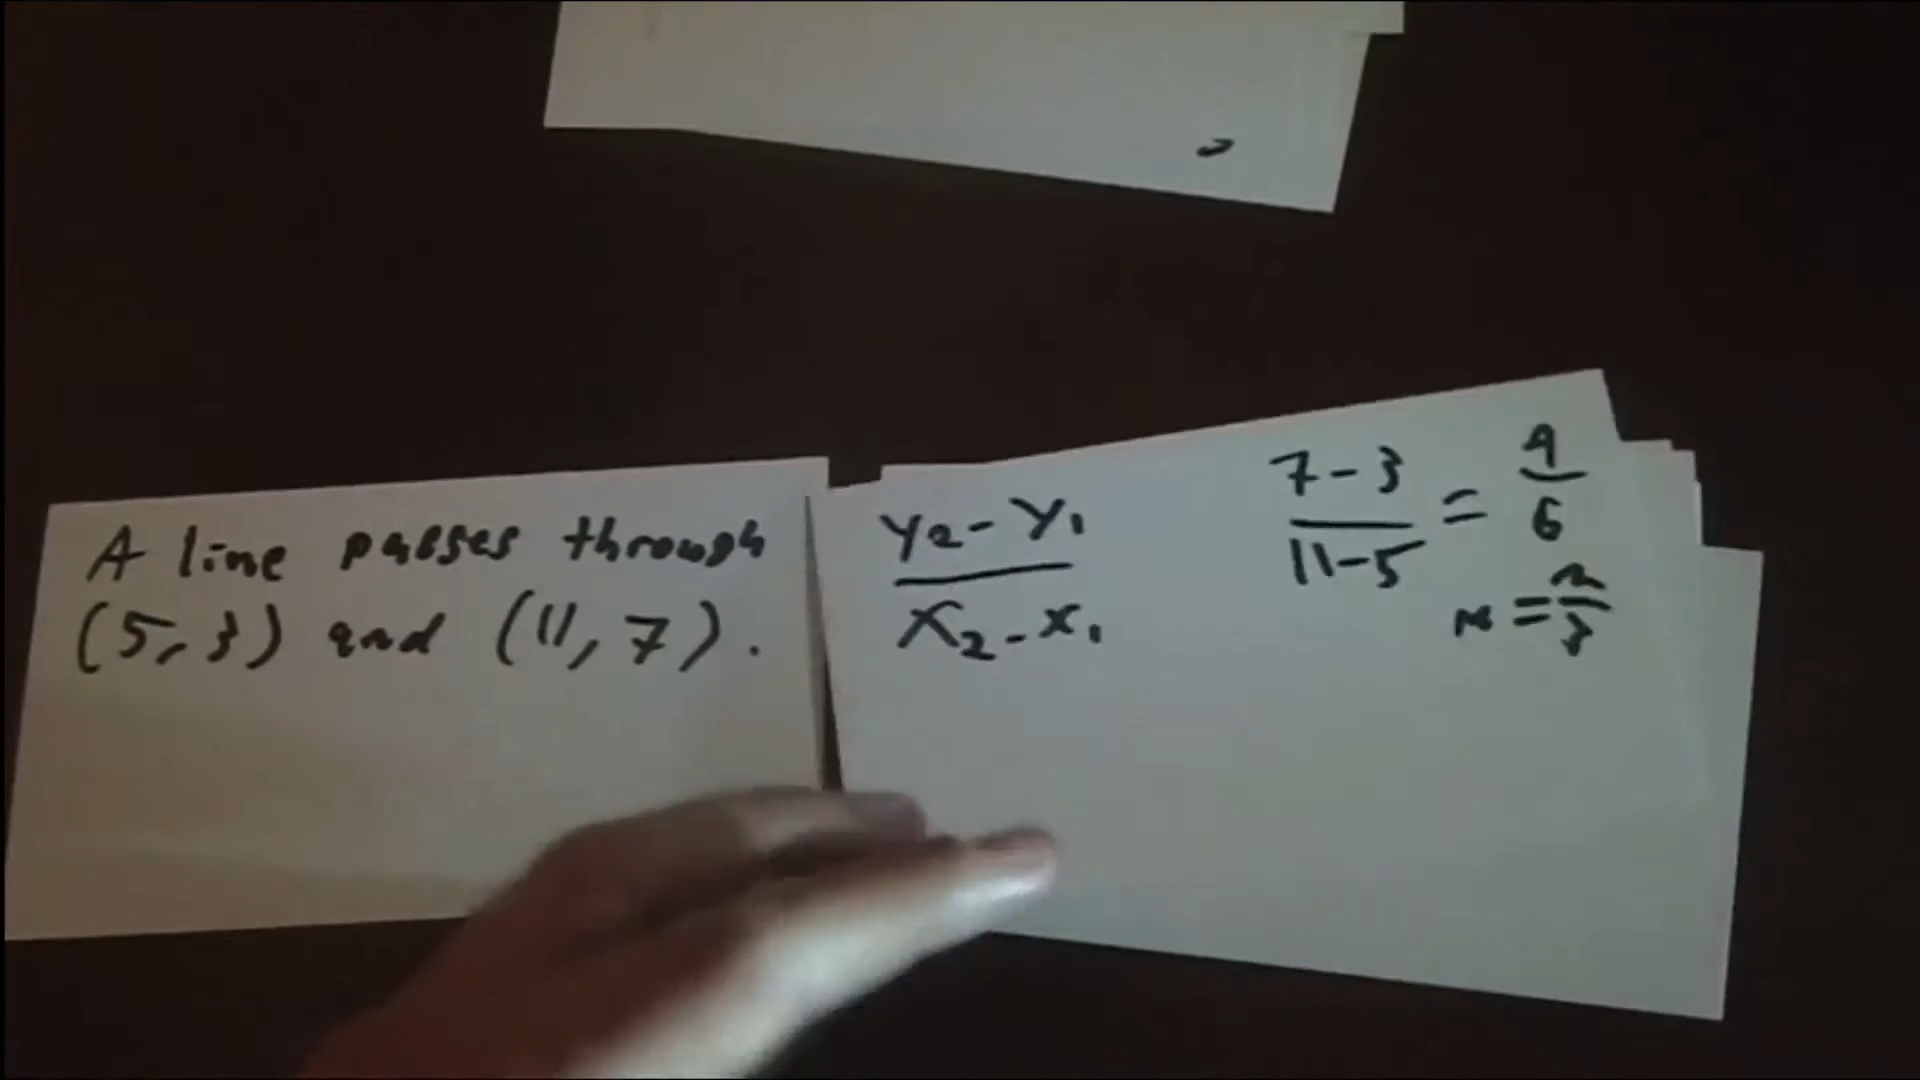 A line passes through
(5, 3) and (11, 7).
y₂ - y₁
x₂ - x₁
7 - 3
11 - 5
= 4
6
m = 2
3